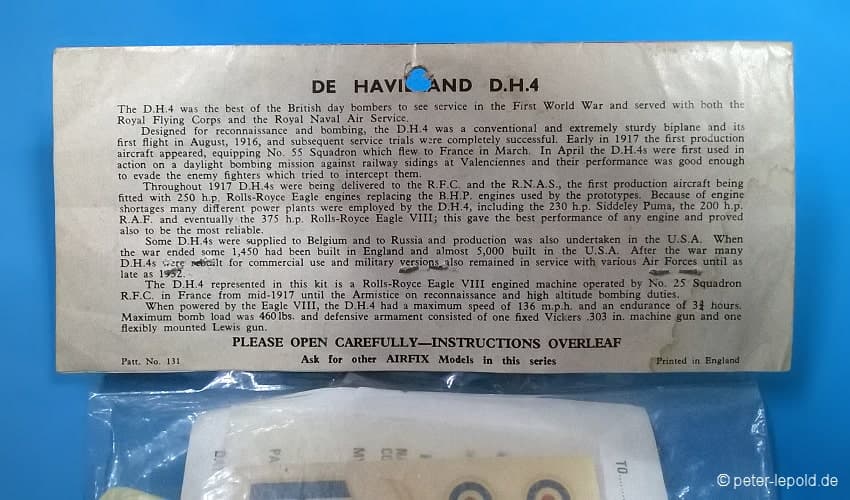 DE HAVIL AND D.H.4
The D.H.4 was the best of the British day bombers to see service in the First World War and served with both the
Royal Flying Corps and the Royal Naval Air Service.
Designed for reconnaissance and bombing, the D.H.4 was a conventional and extremely sturdy biplane and its
first flight in August, 1916, and subsequent service trials were completely successful. Early in 1917 the first production
aircraft appeared, equipping No. 55 Squadron which flew to France in March. In April the D.H.4s were first used in
action on a daylight bombing mission against railway sidings at Valenciennes and their performance was good enough
to evade the enemy fighters which tried to intercept them.
Throughout 1917 D.H.4s were being delivered to the R.F.C. and the R.N.A.S., the first production aircraft being
fitted with 250 h.p. Rolls-Royce Eagle engines replacing the B.H.P. engines used by the prototypes. Because of engine
shortages many different power plants were employed by the D.H.4, including the 230 h.p. Siddeley Puma, the 200 h.p.
R.A.F. and eventually the 375 h.p. Rolls-Royce Eagle VIII; this gave the best performance of any engine and proved
also to be the most reliable.
Some D.H.4s were supplied to Belgium and to Russia and production was also undertaken in the U.S.A. When
the war ended some 1,450 had been built in England and almost 5,000 built in the U.S.A. After the war many
D.H.4s were rebuilt for commercial use and military versions also remained in service with various Air Forces until as
late as 1932.
The D.H.4 represented in this kit is a Rolls-Royce Eagle VIII engined machine operated by No. 25 Squadron
R.F.C. in France from mid-1917 until the Armistice on reconnaissance and high altitude bombing duties.
When powered by the Eagle VIII, the D.H.4 had a maximum speed of 136 m.p.h. and an endurance of 3¾ hours.
Maximum bomb load was 460 lbs. and defensive armament consisted of one fixed Vickers .303 in. machine gun and one
flexibly mounted Lewis gun.
PLEASE OPEN CAREFULLY—INSTRUCTIONS OVERLEAF
Patt. No. 131 Ask for other AIRFIX Models in this series Printed in England
TO
© peter-lepold.de